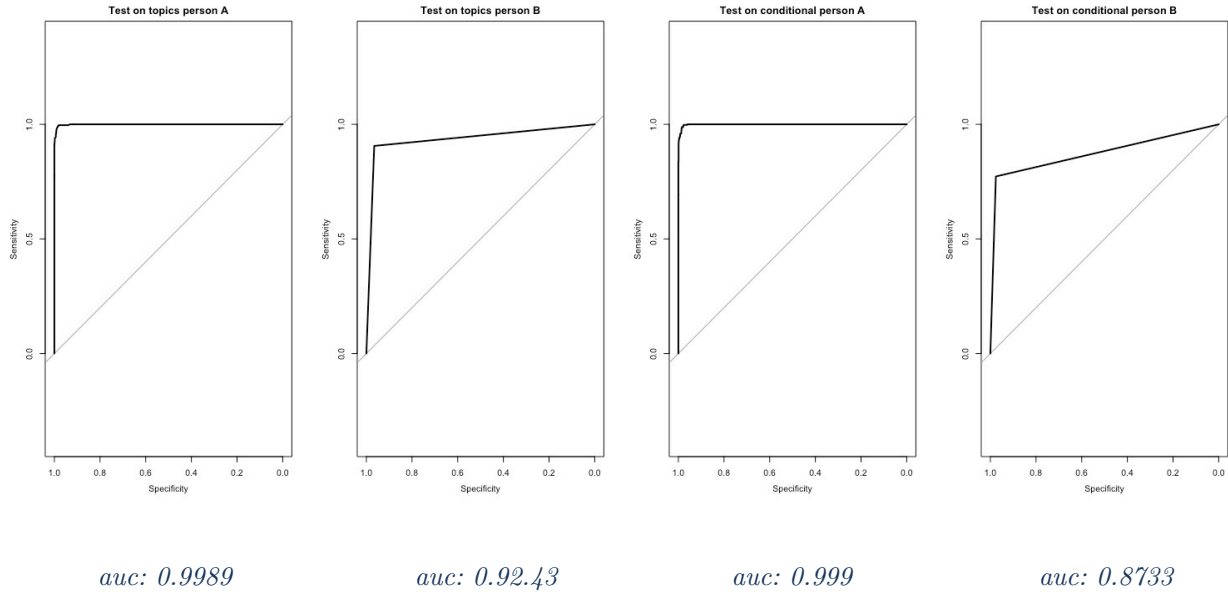 Test on topics person A
1.0
0.5
0.0
Sensitivity
1.0 0.8 0.6 0.4 0.2 0.0
Specificity
auc: 0.9989
Test on topics person B
1.0
0.5
0.0
Sensitivity
1.0 0.8 0.6 0.4 0.2 0.0
Specificity
auc: 0.92.43
Test on conditional person A
1.0
0.5
0.0
Sensitivity
1.0 0.8 0.6 0.4 0.2 0.0
Specificity
auc: 0.999
Test on conditional person B
1.0
0.5
0.0
Sensitivity
1.0 0.8 0.6 0.4 0.2 0.0
Specificity
auc: 0.8733